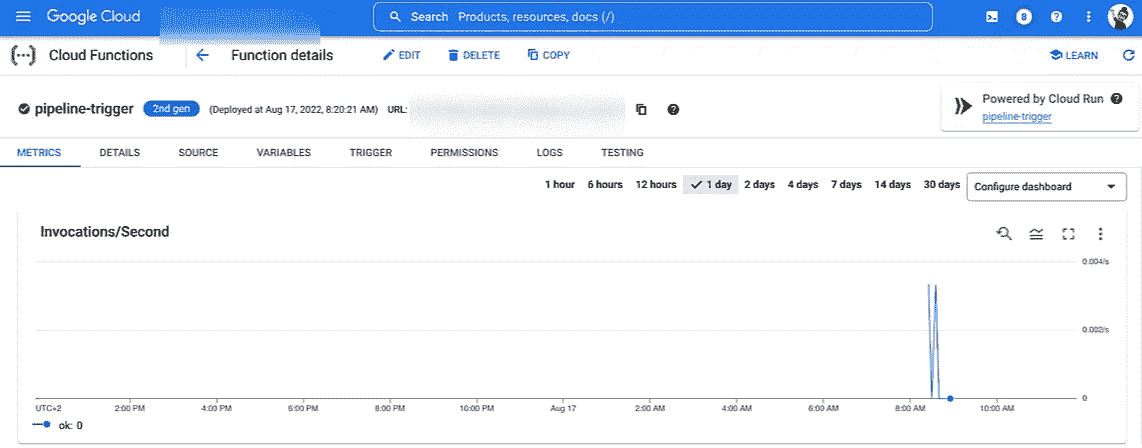 Google Cloud
Search Products, resources, docs (/)
8
?
Cloud Functions
Function details
EDIT
DELETE
COPY
LEARN
pipeline-trigger
2nd gen
(Deployed at Aug 17, 2022, 8:20:21 AM)
URL:
?
Powered by Cloud Run
?
pipeline-trigger
METRICS
DETAILS
SOURCE
VARIABLES
TRIGGER
PERMISSIONS
LOGS
TESTING
1 hour
6 hours
12 hours
1 day
2 days
4 days
7 days
14 days
30 days
Configure dashboard
Invocations/Second
0.004/s
0.002/s
0
UTC+2
2:00 PM
4:00 PM
6:00 PM
8:00 PM
10:00 PM
Aug 17
2:00 AM
4:00 AM
6:00 AM
8:00 AM
10:00 AM
ok: 0